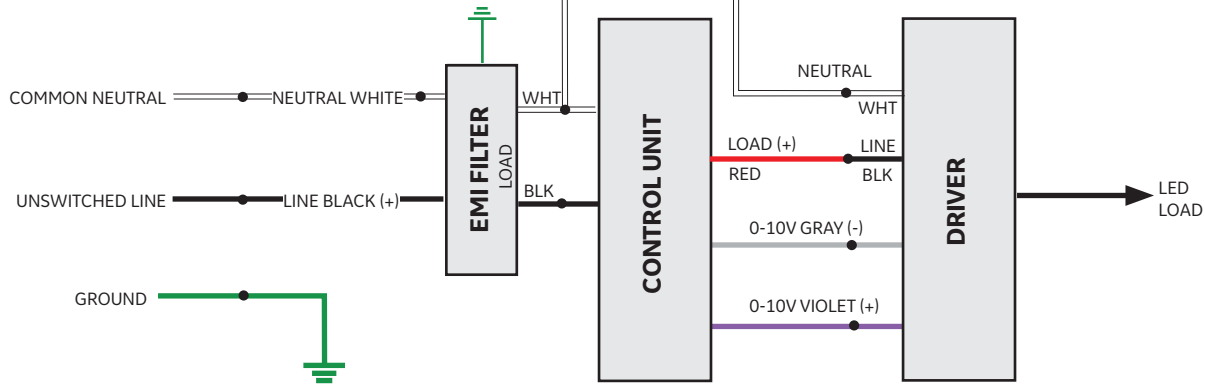 COMMON NEUTRAL
NEUTRAL WHITE
UNSWITCHED LINE
LINE BLACK (+)
GROUND
EMI FILTER
LOAD
WHT
BLK
CONTROL UNIT
NEUTRAL
WHT
LOAD (+)
RED
LINE
BLK
0-10V GRAY (-)
0-10V VIOLET (+)
DRIVER
LED
LOAD